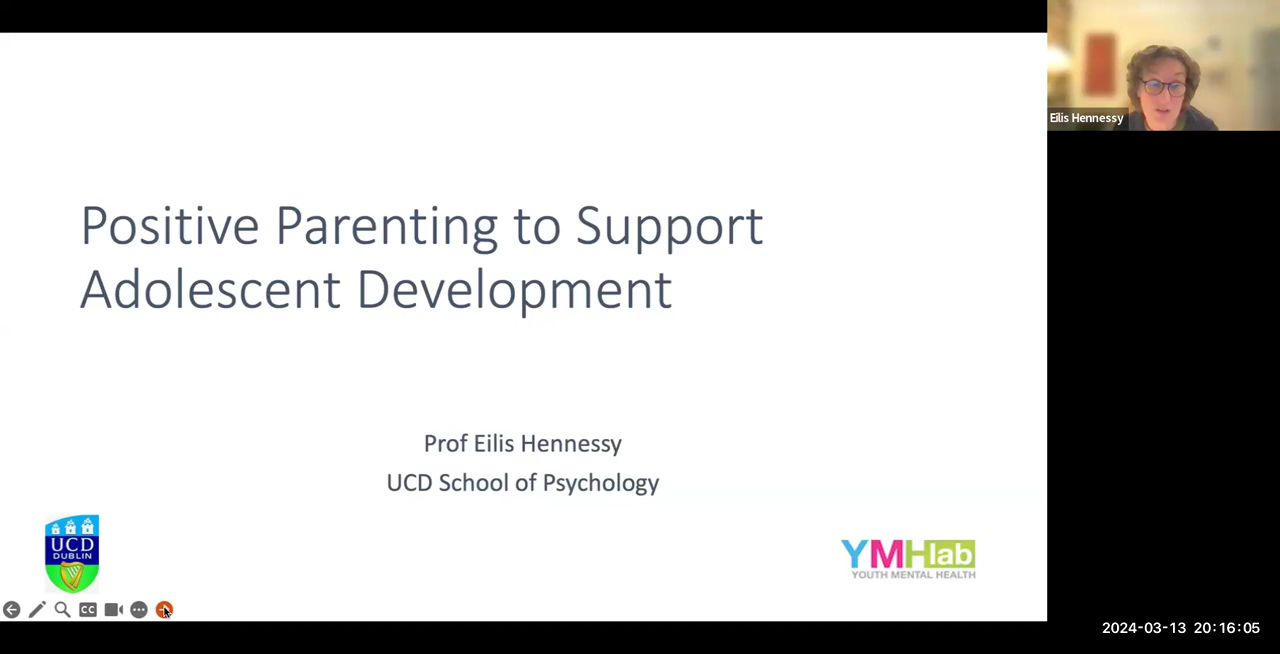 Positive Parenting to Support
Adolescent Development
Prof Eilis Hennessy
UCD School of Psychology
UCD
DUBLIN
YMHlab
YOUTH MENTAL HEALTH
CC
Eilis Hennessy
2024-03-13 20:16:05